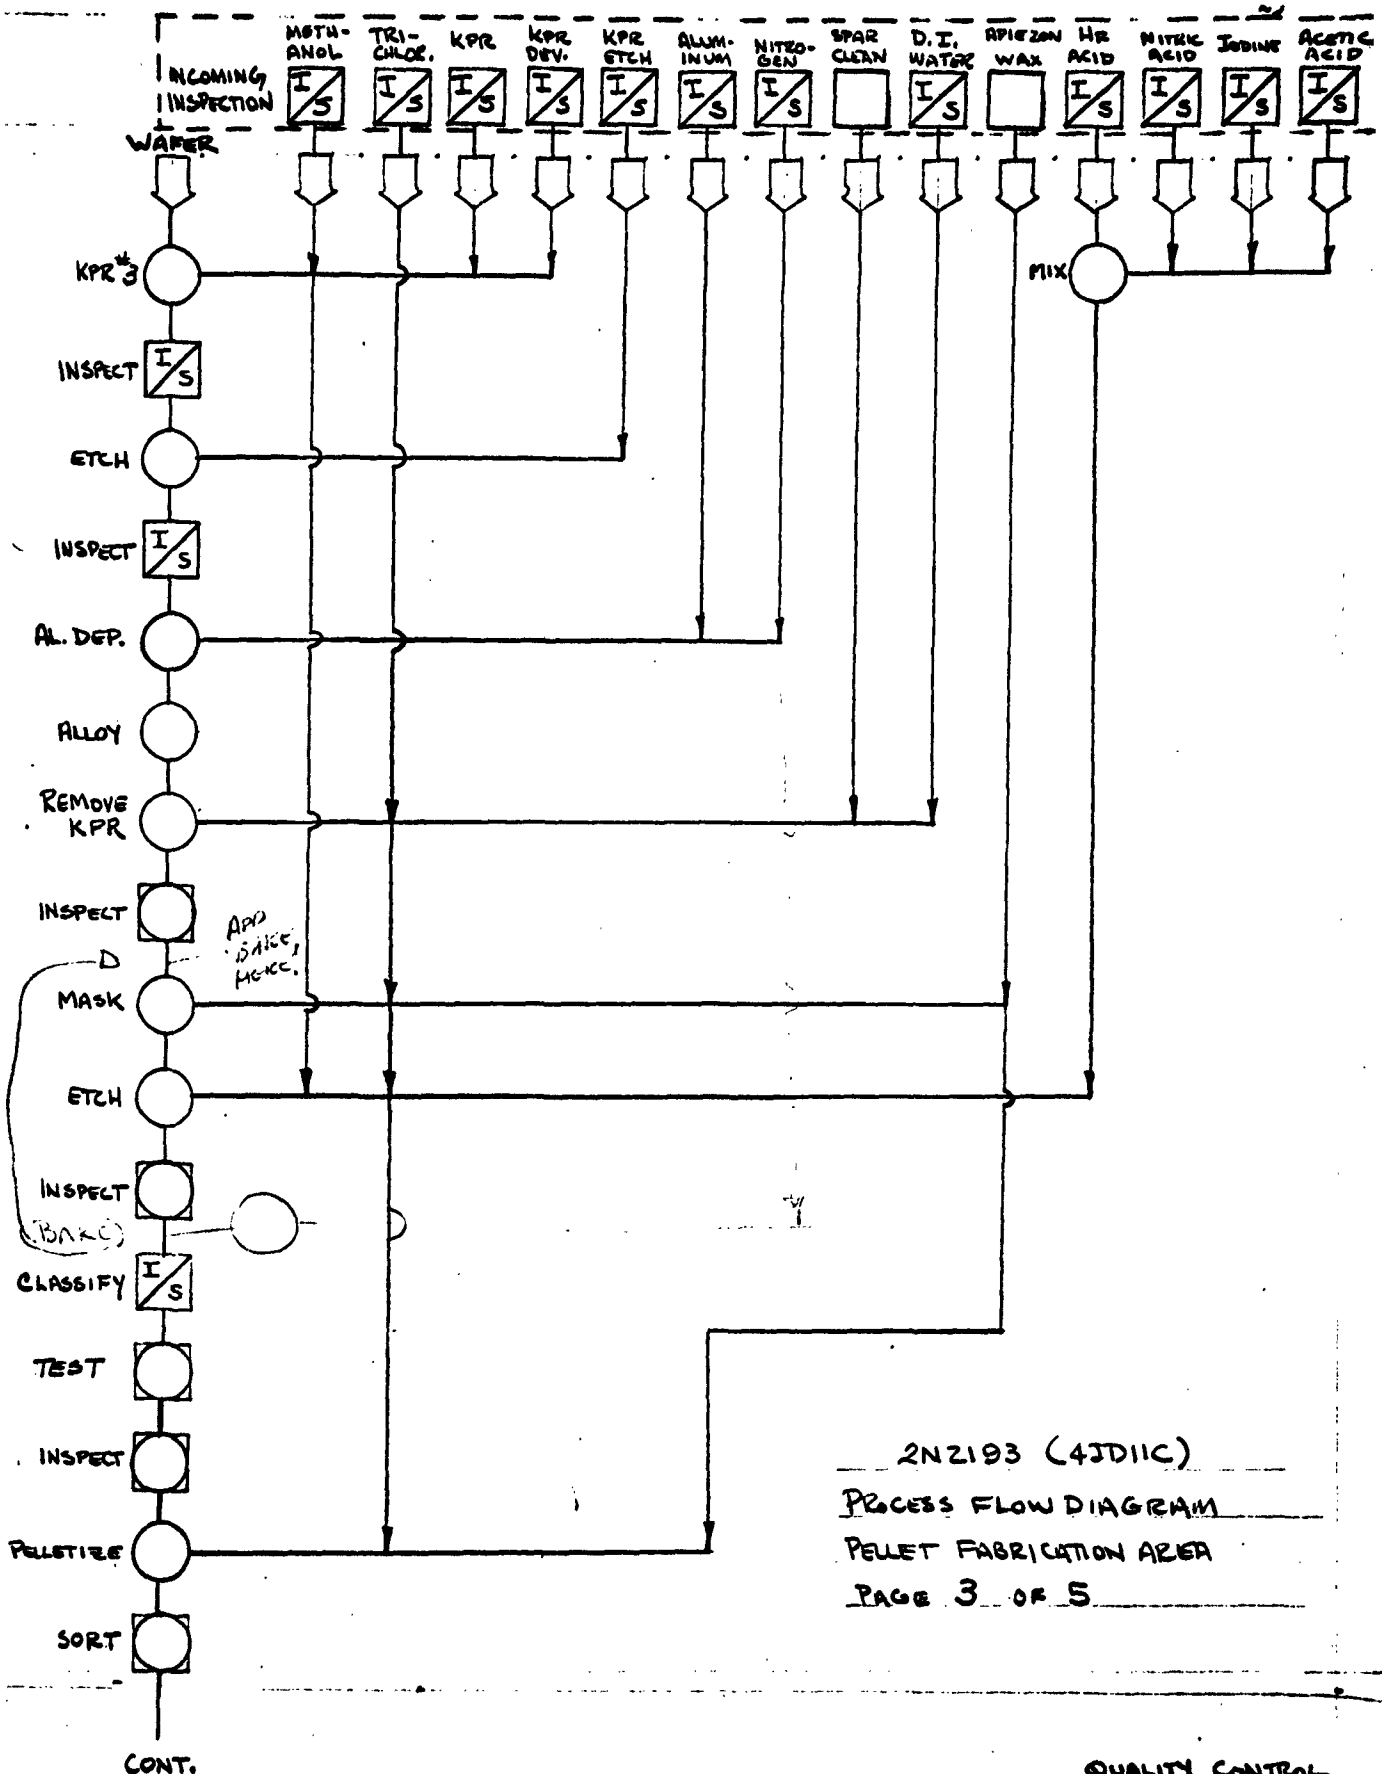 METH-
ANOL
TRI-
CHLOR.
KPR
KPR
DEV.
KPR
ETCH
ALUM-
INUM
NITRO-
GEN
SPAR
CLEAN
D.I.
WATER
APIEZON
WAX
HF
ACID
NITRIC
ACID
IODINE
ACETIC
ACID
INCOMING
INSPECTION
I/S
I/S
I/S
I/S
I/S
I/S
I/S
I/S
I/S
I/S
I/S
I/S
WAFER
KPR #3
MIX
INSPECT
I/S
ETCH
INSPECT
I/S
AL. DEP.
ALLOY
REMOVE
KPR
INSPECT
ADD
BAKE
HERE.
D
MASK
ETCH
INSPECT
BAKE
CLASSIFY
I/S
TEST
INSPECT
2N2193 (4JD11C)
PROCESS FLOW DIAGRAM
PELLETIZE
PELLET FABRICATION AREA
PAGE 3 OF 5
SORT
CONT.
QUALITY CONTROL